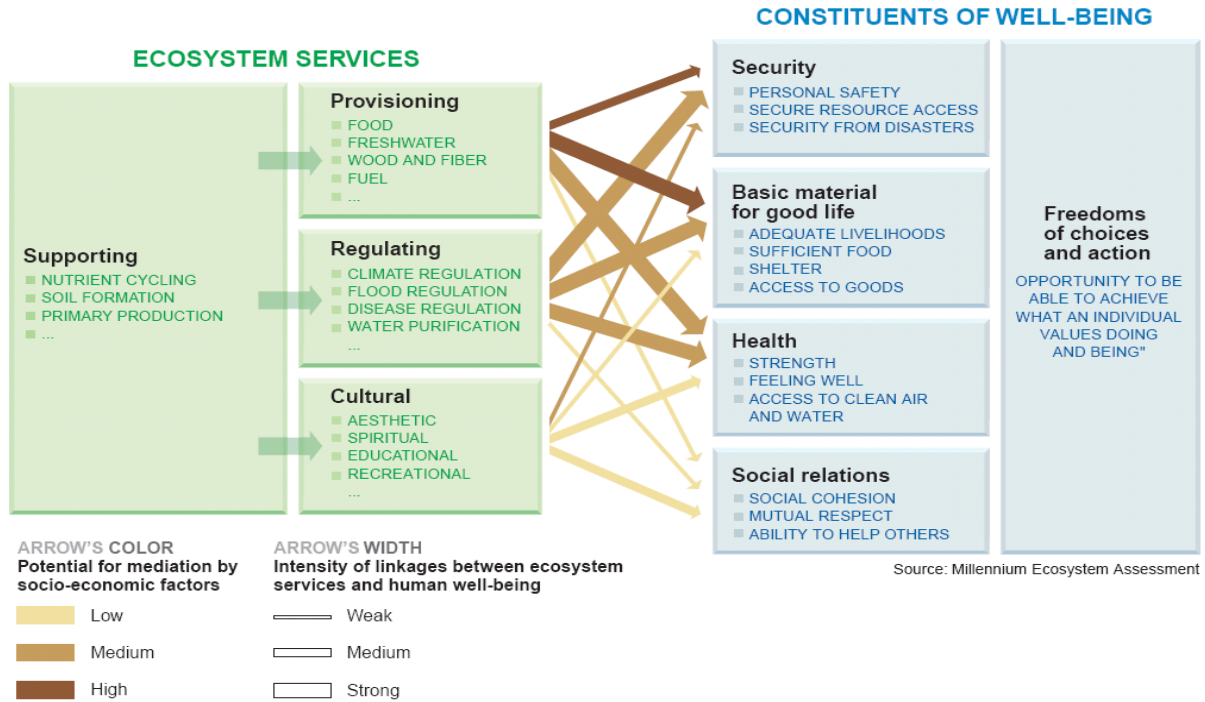 CONSTITUENTS OF WELL-BEING
ECOSYSTEM SERVICES
Supporting
NUTRIENT CYCLING
SOIL FORMATION
PRIMARY PRODUCTION
...
Provisioning
FOOD
FRESHWATER
WOOD AND FIBER
FUEL
...
Regulating
CLIMATE REGULATION
FLOOD REGULATION
DISEASE REGULATION
WATER PURIFICATION
...
Cultural
AESTHETIC
SPIRITUAL
EDUCATIONAL
RECREATIONAL
...
Security
PERSONAL SAFETY
SECURE RESOURCE ACCESS
SECURITY FROM DISASTERS
Basic material
for good life
ADEQUATE LIVELIHOODS
SUFFICIENT FOOD
SHELTER
ACCESS TO GOODS
Health
STRENGTH
FEELING WELL
ACCESS TO CLEAN AIR
AND WATER
Social relations
SOCIAL COHESION
MUTUAL RESPECT
ABILITY TO HELP OTHERS
Freedoms
of choices
and action
OPPORTUNITY TO BE
ABLE TO ACHIEVE
WHAT AN INDIVIDUAL
VALUES DOING
AND BEING"
Source: Millennium Ecosystem Assessment
ARROW'S COLOR
Potential for mediation by
socio-economic factors
Low
Medium
High
ARROW'S WIDTH
Intensity of linkages between ecosystem
services and human well-being
Weak
Medium
Strong